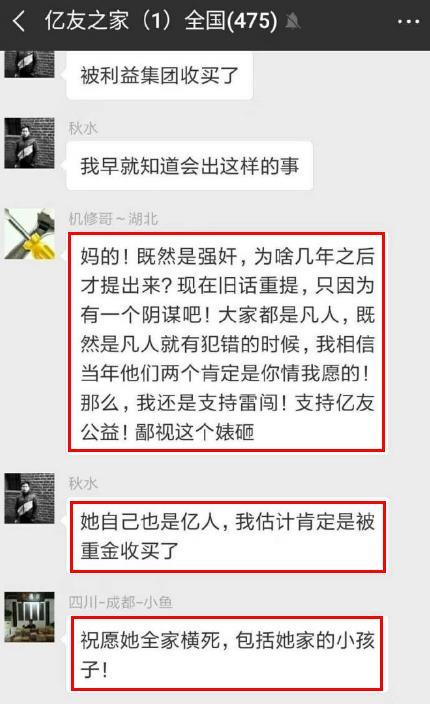 亿友之家（1）全国(475)
被利益集团收买了
秋水
我早就知道会出这样的事
机修哥～湖北
妈的！既然是强奸，为啥几年之后
才提出来？现在旧话重提，只因为
有一个阴谋吧！大家都是凡人，既
然是凡人就有犯错的时候，我相信
当年他们两个肯定是你情我愿的！
那么，我还是支持雷闯！支持亿友
公益！鄙视这个婊砸
秋水
她自己也是亿人，我估计肯定是被
重金收买了
四川-成都-小鱼
祝愿她全家横死，包括她家的小孩
子！